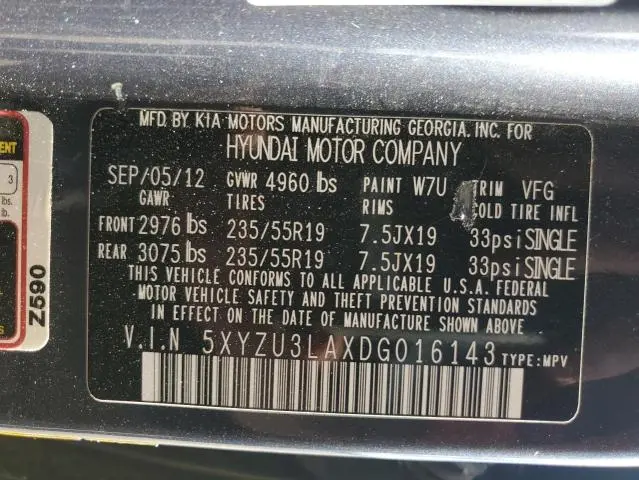 MFD. BY KIA MOTORS MANUFACTURING GEORGIA. INC. FOR
HYUNDAI MOTOR COMPANY
SEP/05/12 GVWR 4960 lbs PAINT W7U TRIM VFG
GAWR TIRES RIMS COLD TIRE INFL
FRONT 2976 lbs 235/55R19 7.5JX19 33psi SINGLE
REAR 3075 lbs 235/55R19 7.5JX19 33psi SINGLE
THIS VEHICLE CONFORMS TO ALL APPLICABLE U.S.A. FEDERAL
MOTOR VEHICLE SAFETY AND THEFT PREVENTION STANDARDS
IN EFFECT ON THE DATE OF MANUFACTURE SHOWN ABOVE.
V.I.N 5XYZU3LAXDG016143 TYPE:MPV
3
lbs.
lb.
Z590